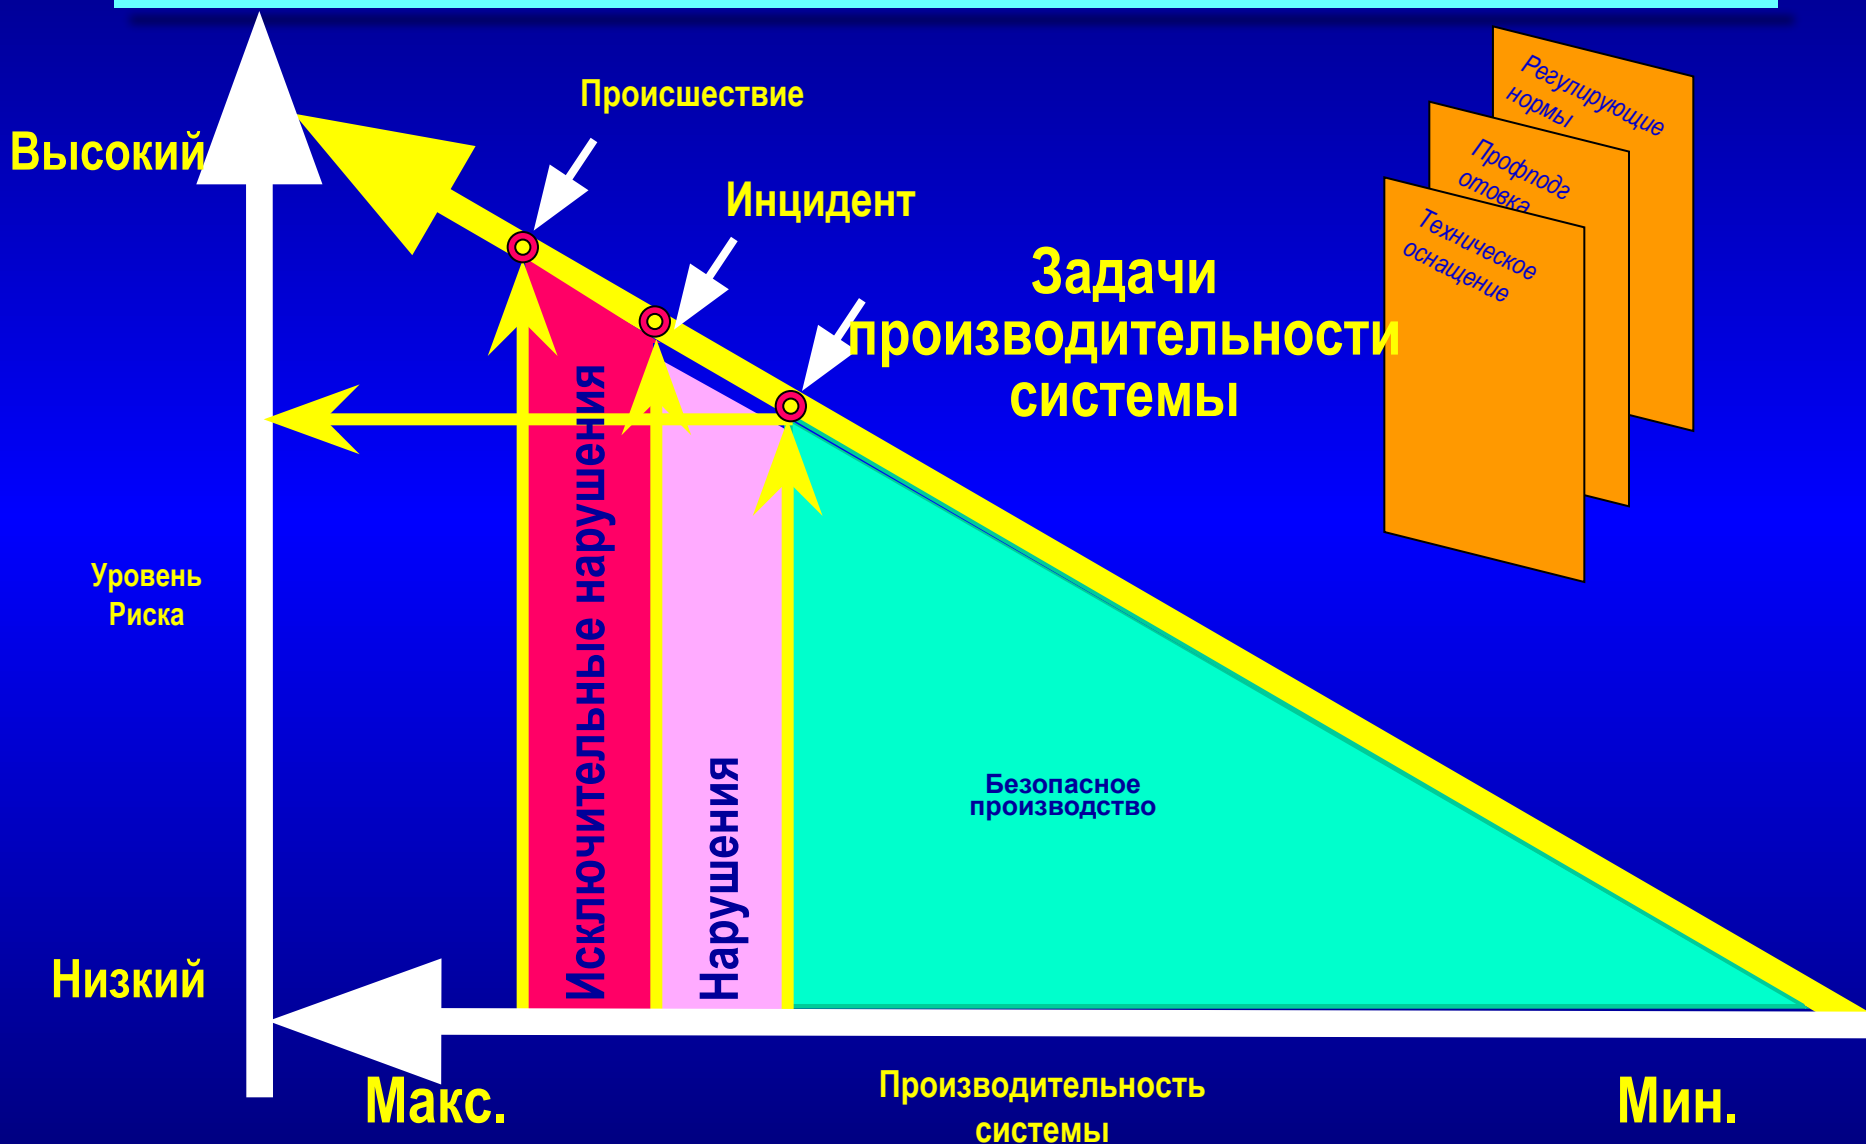 Происшествие
Высокий
Инцидент
Задачи
производительности
системы
Регулирующие
нормы
Профподг
отовка
Техническое
оснащение
Уровень
Риска
Исключительные нарушения
Нарушения
Безопасное
производство
Низкий
Макс.
Производительность
системы
Мин.